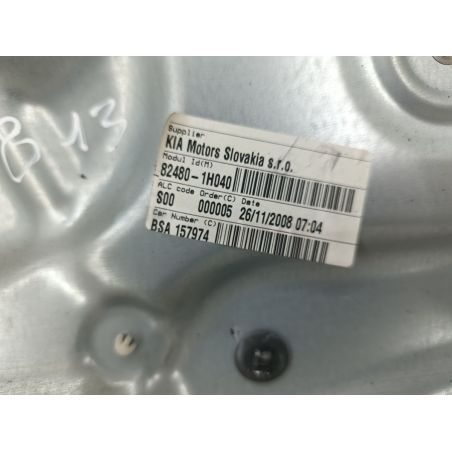 Supplier
KIA Motors Slovakia s.r.o.
Modul Id(M)
82480-1H040
ALC code Order(C) Date
S00 000005 26/11/2008 07:04
Car Number (C)
BSA 157974